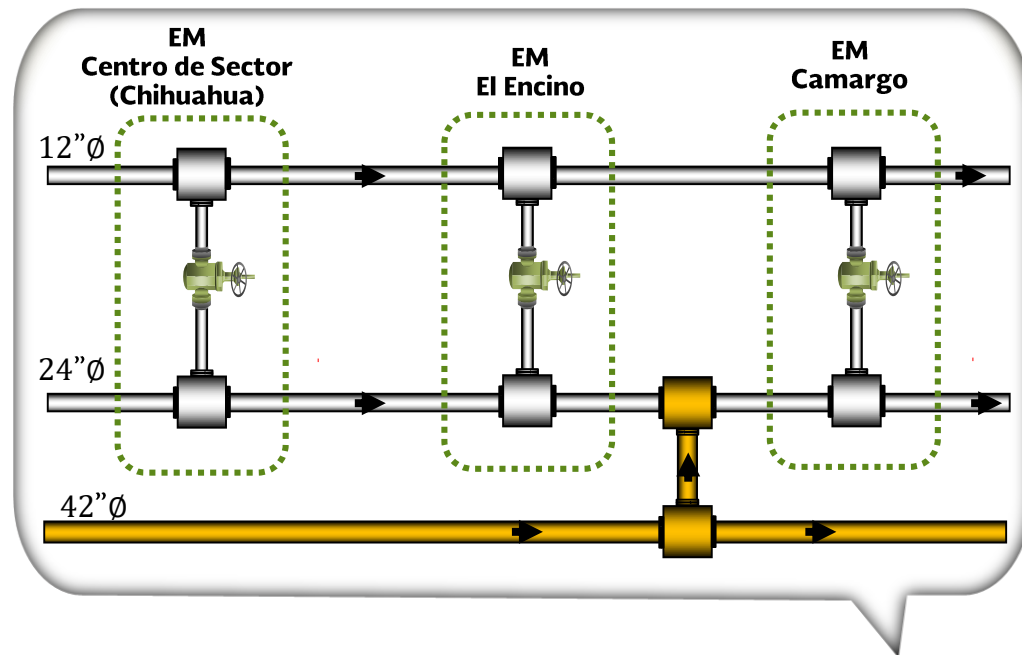 EM
Centro de Sector
(Chihuahua)
EM
El Encino
EM
Camargo
12”Ø
24”Ø
42”Ø